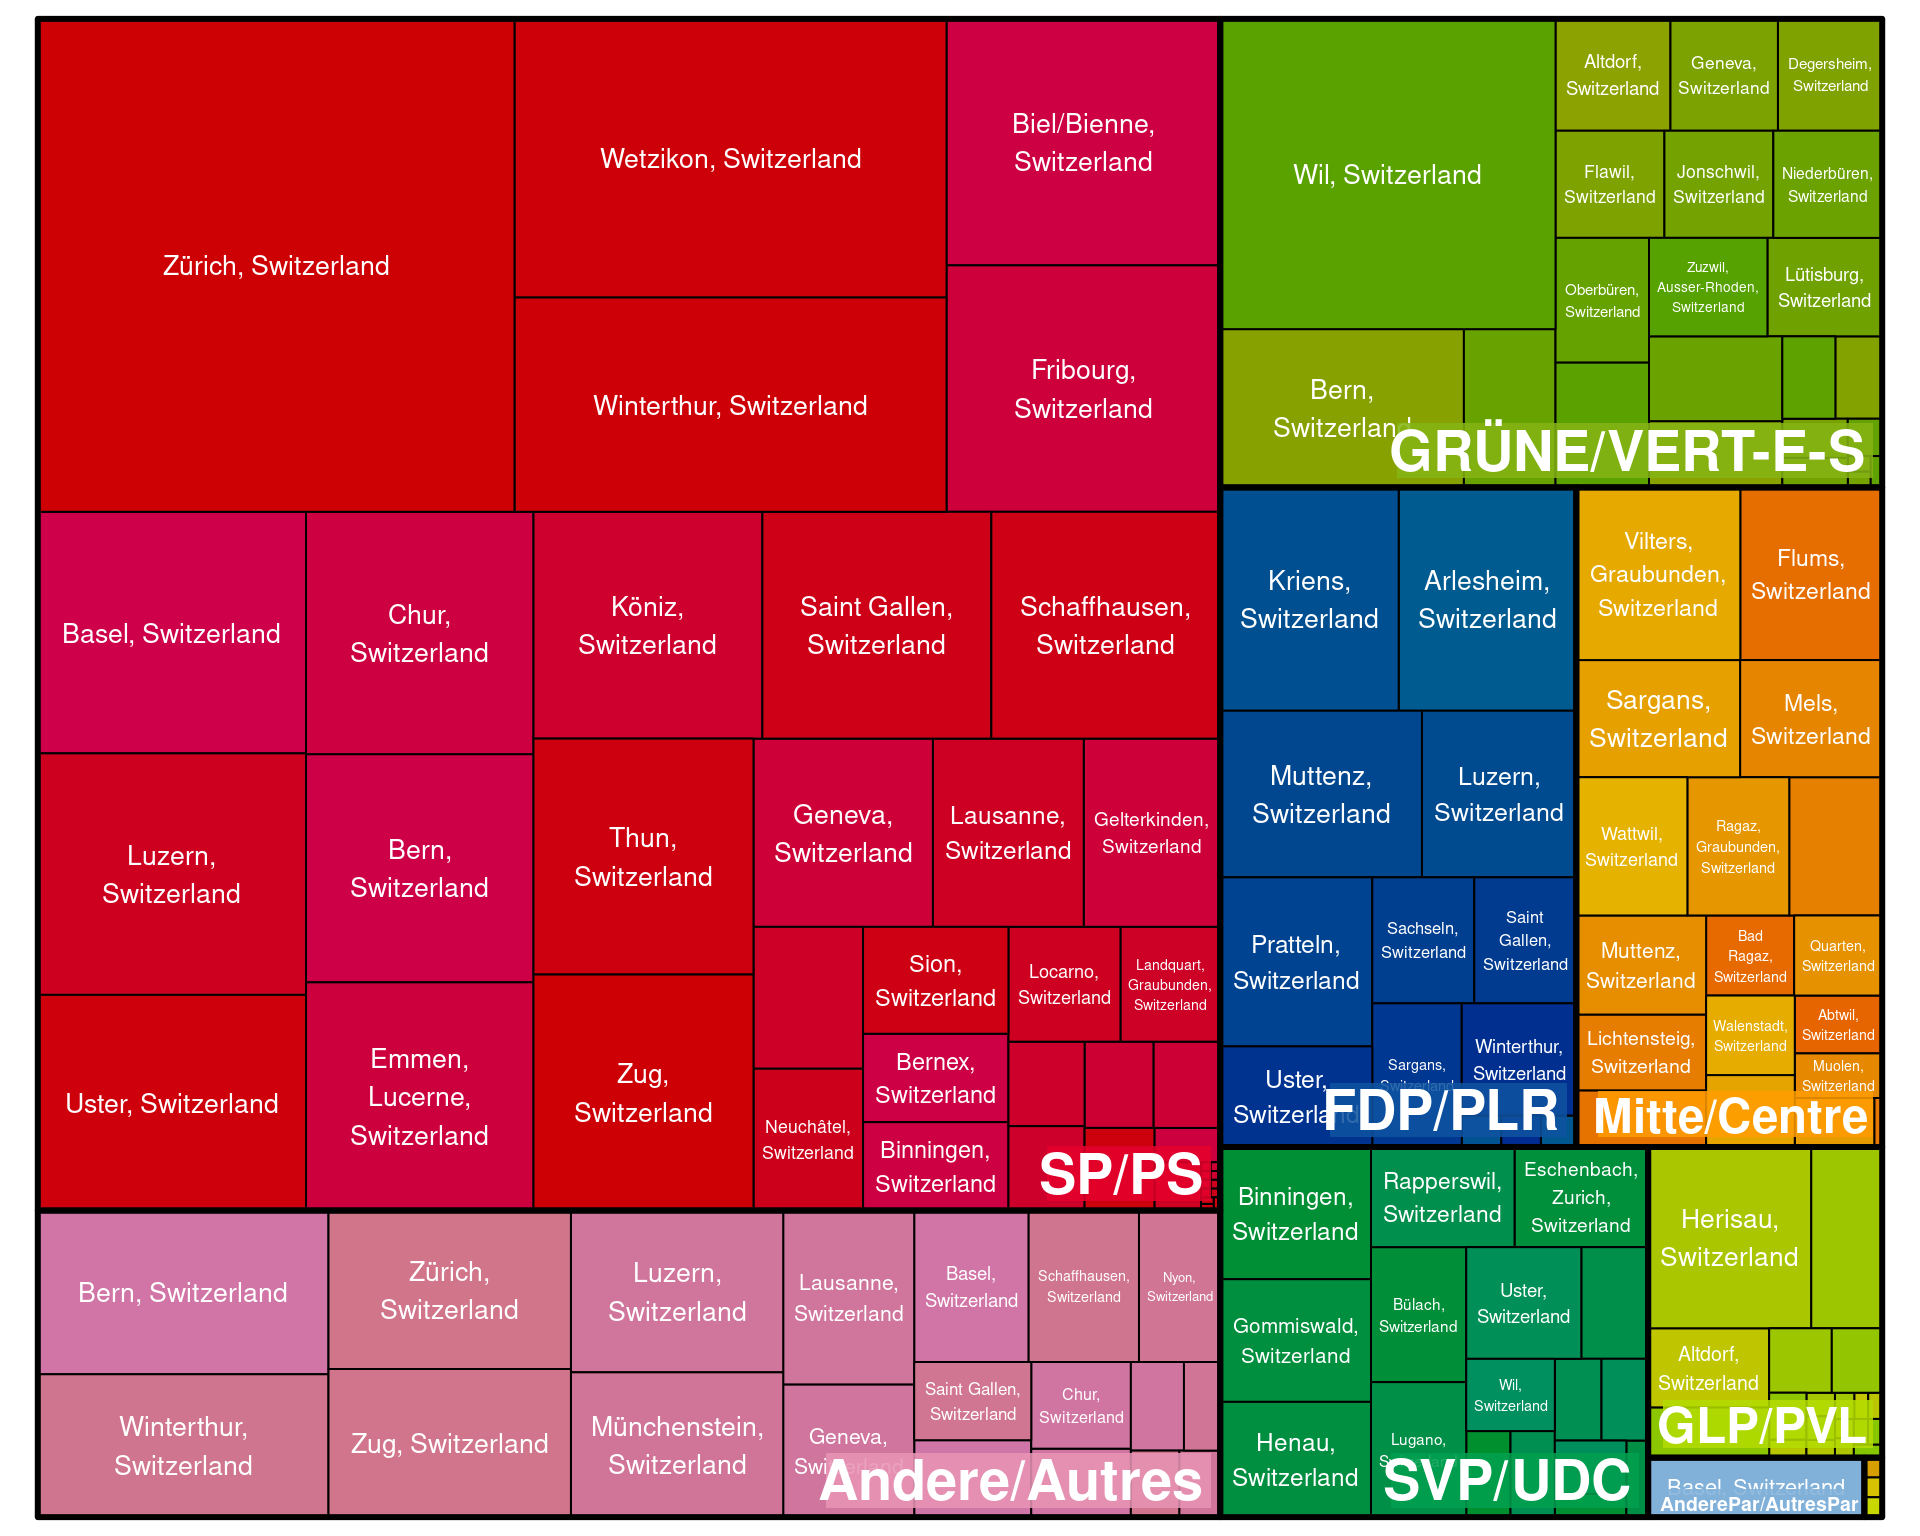 Zürich, Switzerland
Wetzikon, Switzerland
Winterthur, Switzerland
Biel/Bienne,
Switzerland
Fribourg,
Switzerland
Basel, Switzerland
Chur,
Switzerland
Köniz,
Switzerland
Saint Gallen,
Switzerland
Schaffhausen,
Switzerland
Luzern,
Switzerland
Bern,
Switzerland
Thun,
Switzerland
Geneva,
Switzerland
Lausanne,
Switzerland
Gelterkinden,
Switzerland
Uster, Switzerland
Emmen,
Lucerne,
Switzerland
Zug,
Switzerland
Sion,
Switzerland
Locarno,
Switzerland
Landquart,
Graubunden,
Switzerland
Bernex,
Switzerland
Neuchâtel,
Switzerland
Binningen,
Switzerland
SP/PS
Bern, Switzerland
Zürich,
Switzerland
Luzern,
Switzerland
Lausanne,
Switzerland
Basel,
Switzerland
Schaffhausen,
Switzerland
Nyon,
Switzerland
Winterthur,
Switzerland
Zug, Switzerland
Münchenstein,
Switzerland
Geneva,
Switzerland
Saint Gallen,
Switzerland
Chur,
Switzerland
Andere/Autres
Wil, Switzerland
Altdorf,
Switzerland
Geneva,
Switzerland
Degersheim,
Switzerland
Flawil,
Switzerland
Jonschwil,
Switzerland
Niederbüren,
Switzerland
Oberbüren,
Switzerland
Zuzwil,
Ausser-Rhoden,
Switzerland
Lütisburg,
Switzerland
Bern,
Switzerland
GRÜNE/VERT-E-S
Kriens,
Switzerland
Arlesheim,
Switzerland
Muttenz,
Switzerland
Luzern,
Switzerland
Pratteln,
Switzerland
Sachseln,
Switzerland
Saint
Gallen,
Switzerland
Uster,
Switzerland
Sargans,
Switzerland
Winterthur,
Switzerland
FDP/PLR
Vilters,
Graubunden,
Switzerland
Flums,
Switzerland
Sargans,
Switzerland
Mels,
Switzerland
Wattwil,
Switzerland
Ragaz,
Graubunden,
Switzerland
Muttenz,
Switzerland
Bad
Ragaz,
Switzerland
Quarten,
Switzerland
Lichtensteig,
Switzerland
Walenstadt,
Switzerland
Abtwil,
Switzerland
Muolen,
Switzerland
Mitte/Centre
Binningen,
Switzerland
Rapperswil,
Switzerland
Eschenbach,
Zurich,
Switzerland
Gommiswald,
Switzerland
Bülach,
Switzerland
Uster,
Switzerland
Wil,
Switzerland
Henau,
Switzerland
Lugano,
Switzerland
SVP/UDC
Herisau,
Switzerland
Altdorf,
Switzerland
GLP/PVL
Basel, Switzerland
AnderePar/AutresPar